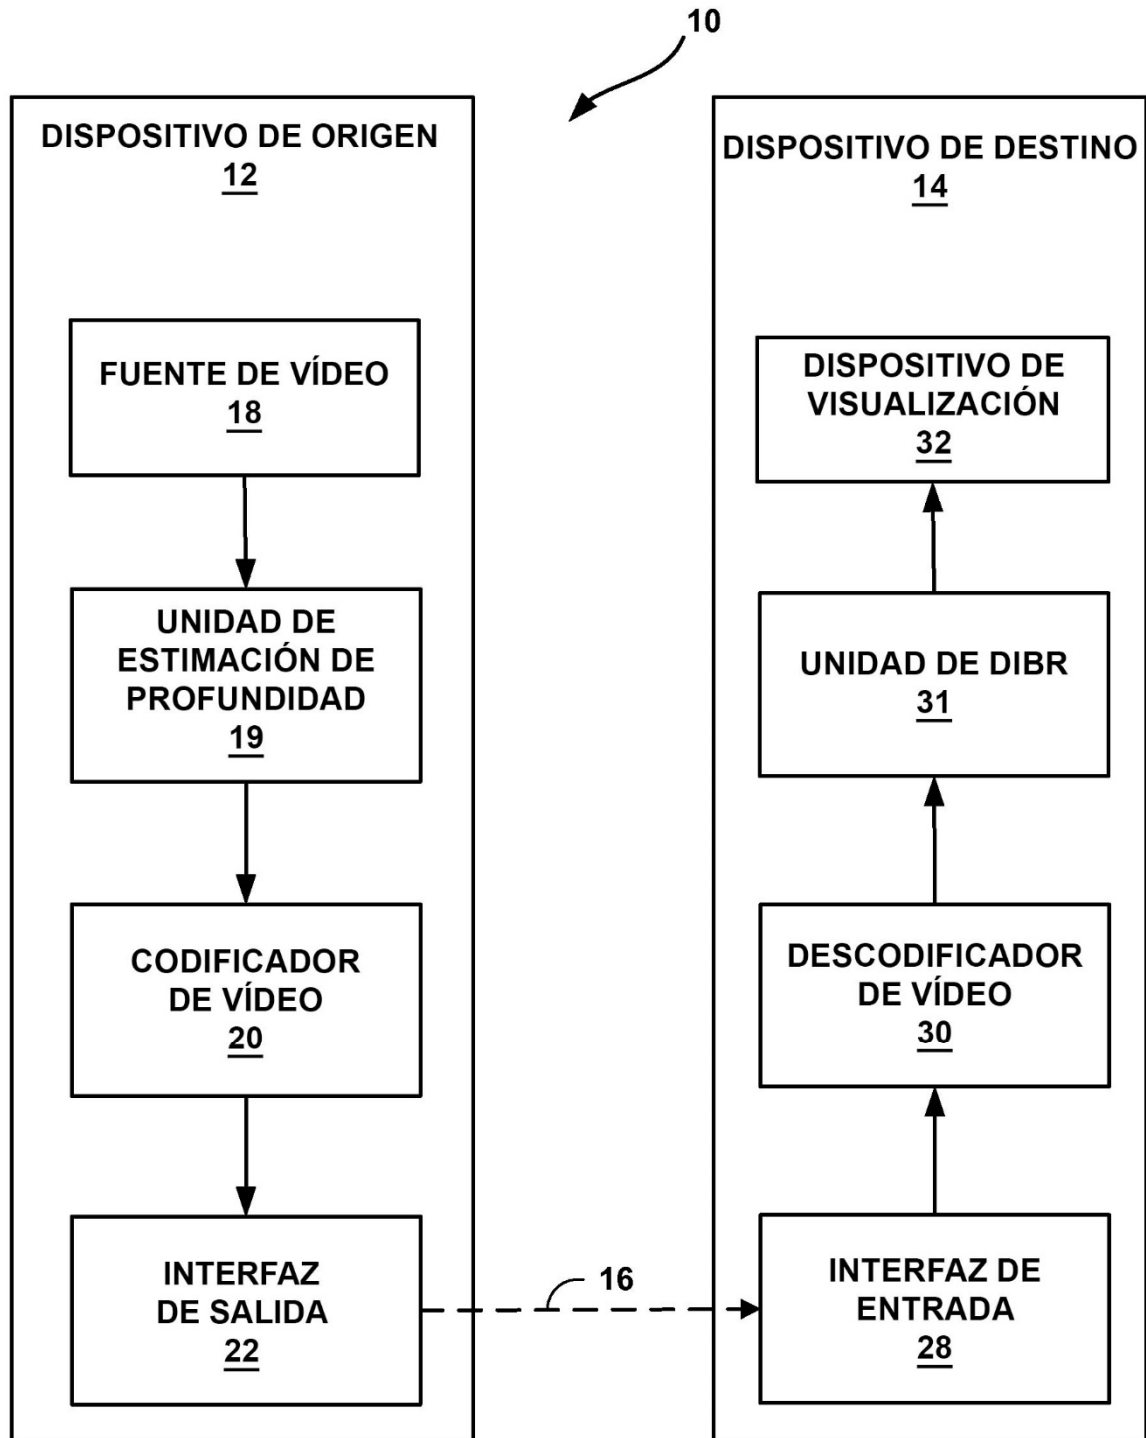 10
DISPOSITIVO DE ORIGEN
12
FUENTE DE VÍDEO
18
UNIDAD DE
ESTIMACIÓN DE
PROFUNDIDAD
19
CODIFICADOR
DE VÍDEO
20
INTERFAZ
DE SALIDA
22
16
DISPOSITIVO DE DESTINO
14
DISPOSITIVO DE
VISUALIZACIÓN
32
UNIDAD DE DIBR
31
DESCODIFICADOR
DE VÍDEO
30
INTERFAZ DE
ENTRADA
28